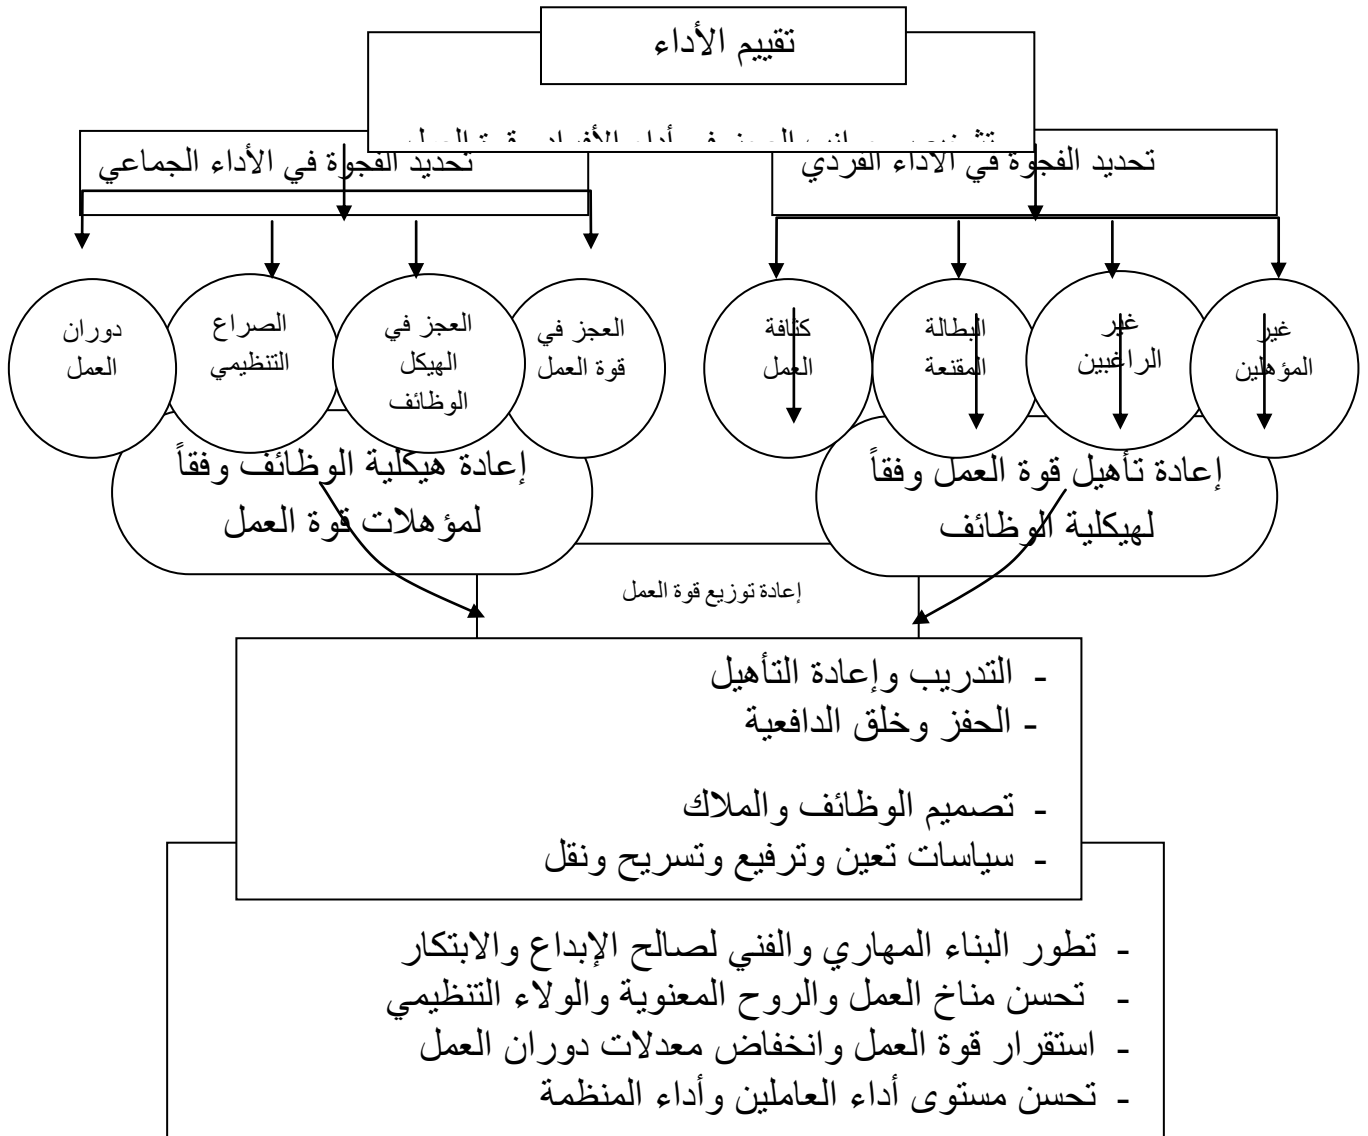 تقييم الأداء
في أداء الأفراد
تحديد الفجوة في الأداء الفردي
تحديد الفجوة في الأداء الجماعي
غير
المؤهلين
غير
الراغبين
البطالة
المقنعة
كثافة
العمل
العجز في
قوة العمل
العجز في
الهيكل
الوظائف
الصراع
التنظيمي
دوران
العمل
إعادة تأهيل قوة العمل وفقاً
لهيكلية الوظائف
إعادة هيكلية الوظائف وفقاً
لمؤهلات قوة العمل
إعادة توزيع قوة العمل
- التدريب وإعادة التأهيل
- الحفز وخلق الدافعية
- تصميم الوظائف والملاك
- سياسات تعين وترفيع وتسريح ونقل
- تطور البناء المهاري والفني لصالح الإبداع والابتكار
- تحسن مناخ العمل والروح المعنوية والولاء التنظيمي
- استقرار قوة العمل وانخفاض معدلات دوران العمل
- تحسن مستوى أداء العاملين وأداء المنظمة